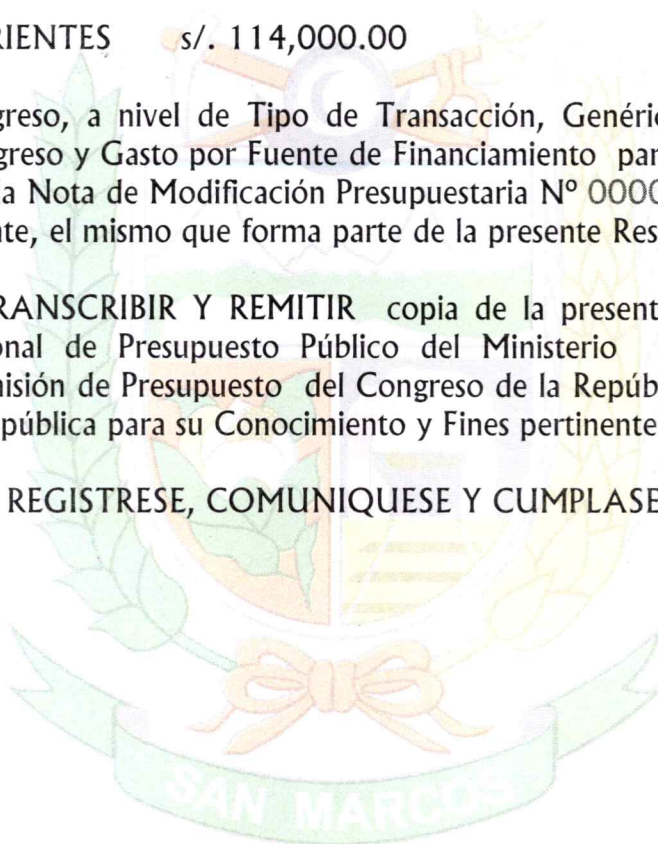 RIENTES s/. 114,000.00
greso, a nivel de Tipo de Transacción, Genéric
greso y Gasto por Fuente de Financiamiento par
a Nota de Modificación Presupuestaria Nº 0000
nte, el mismo que forma parte de la presente Res
RANSCRIBIR Y REMITIR copia de la present
onal de Presupuesto Público del Ministerio
misión de Presupuesto del Congreso de la Repúb
pública para su Conocimiento y Fines pertinente
REGISTRESE, COMUNIQUESE Y CUMPLASE
SAN MARCOS